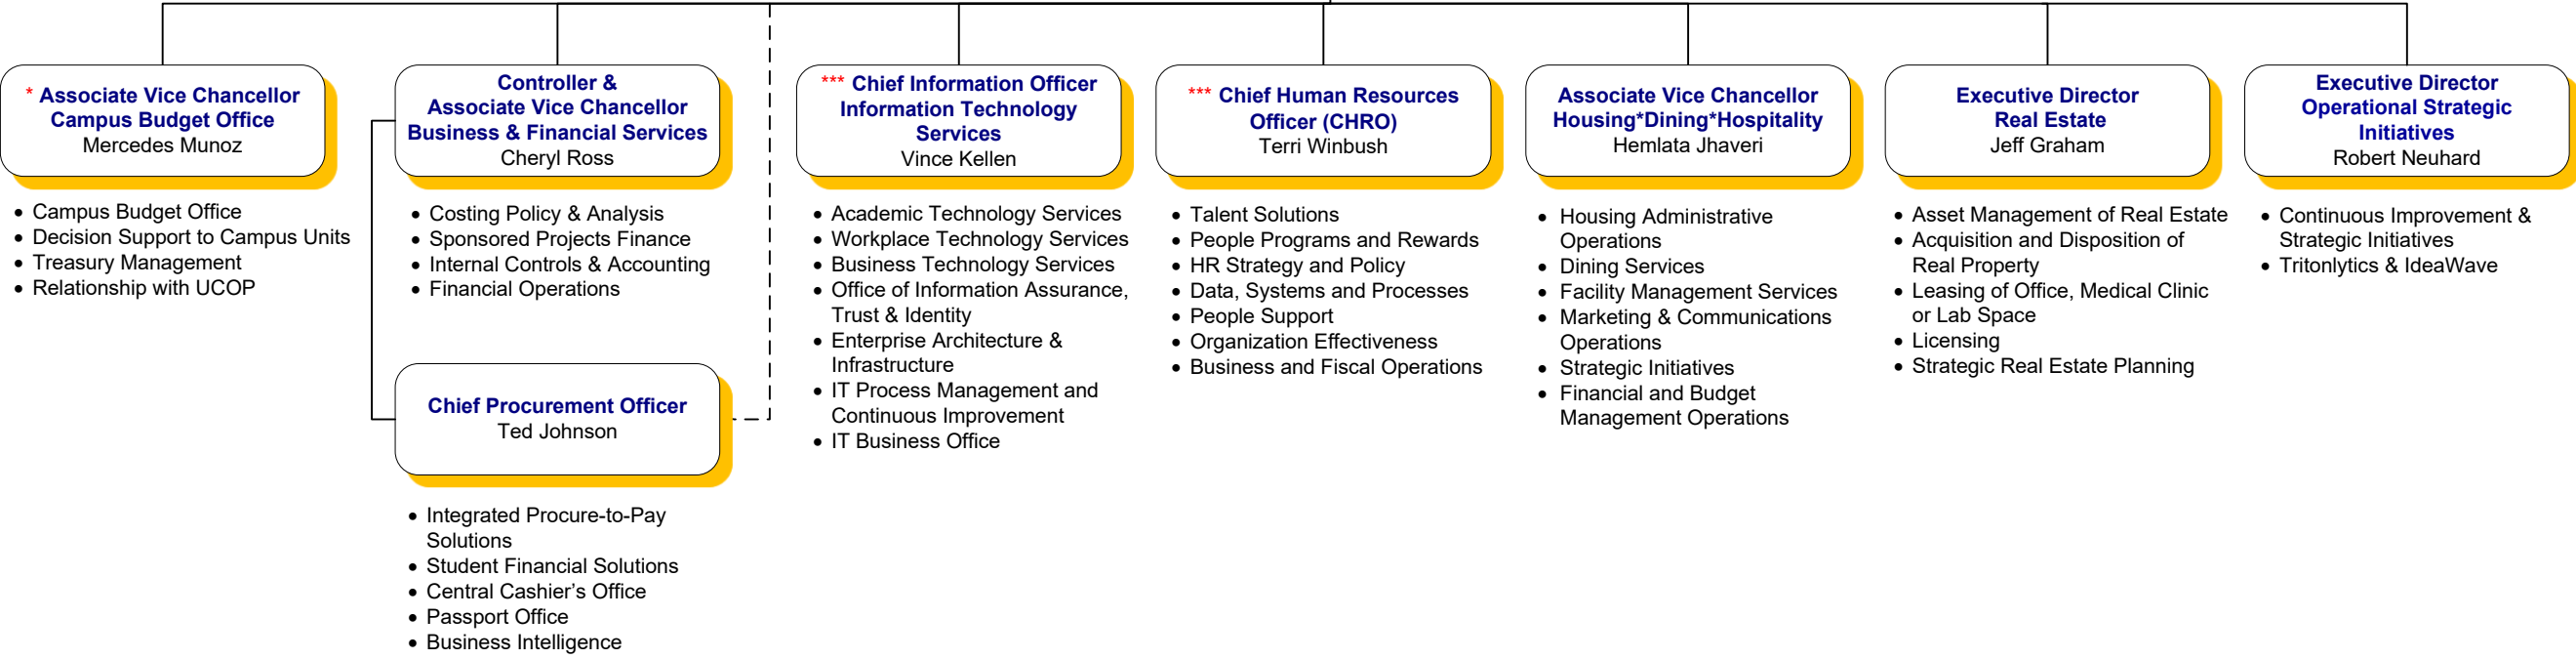 * Associate Vice Chancellor
Campus Budget Office
Mercedes Munoz
• Campus Budget Office
• Decision Support to Campus Units
• Treasury Management
• Relationship with UCOP
Controller &
Associate Vice Chancellor
Business & Financial Services
Cheryl Ross
• Costing Policy & Analysis
• Sponsored Projects Finance
• Internal Controls & Accounting
• Financial Operations
Chief Procurement Officer
Ted Johnson
• Integrated Procure-to-Pay
Solutions
• Student Financial Solutions
• Central Cashier’s Office
• Passport Office
• Business Intelligence
*** Chief Information Officer
Information Technology
Services
Vince Kellen
• Academic Technology Services
• Workplace Technology Services
• Business Technology Services
• Office of Information Assurance,
Trust & Identity
• Enterprise Architecture &
Infrastructure
• IT Process Management and
Continuous Improvement
• IT Business Office
*** Chief Human Resources
Officer (CHRO)
Terri Winbush
• Talent Solutions
• People Programs and Rewards
• HR Strategy and Policy
• Data, Systems and Processes
• People Support
• Organization Effectiveness
• Business and Fiscal Operations
Associate Vice Chancellor
Housing*Dining*Hospitality
Hemlata Jhaveri
• Housing Administrative
Operations
• Dining Services
• Facility Management Services
• Marketing & Communications
Operations
• Strategic Initiatives
• Financial and Budget
Management Operations
Executive Director
Real Estate
Jeff Graham
• Asset Management of Real Estate
• Acquisition and Disposition of
Real Property
• Leasing of Office, Medical Clinic
or Lab Space
• Licensing
• Strategic Real Estate Planning
Executive Director
Operational Strategic
Initiatives
Robert Neuhard
• Continuous Improvement &
Strategic Initiatives
• Tritonlytics & IdeaWave